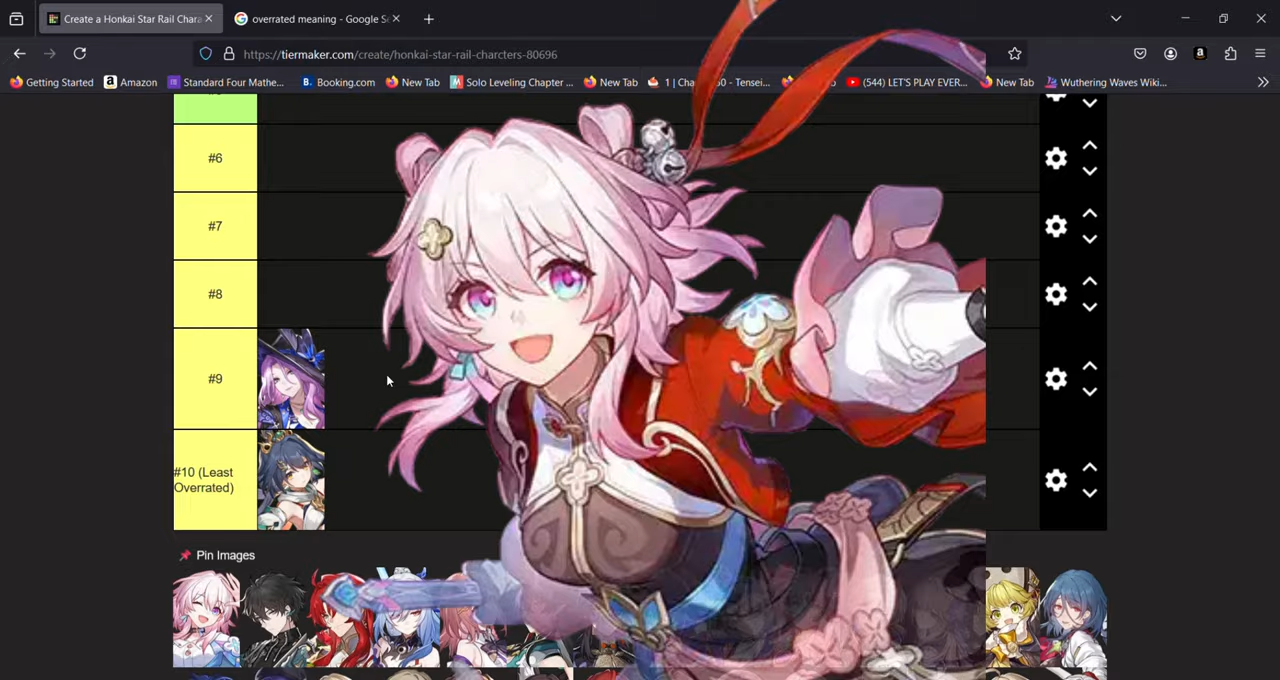 Create a Honkai Star Rail Chara
overrated meaning - Google Se
https://tiermaker.com/create/honkai-star-rail-charcters-80696
Getting Started
Amazon
Standard Four Mathe...
Booking.com
New Tab
Solo Leveling Chapter ...
New Tab
1 | Cha
00 - Tensei...
(544) LET'S PLAY EVER...
New Tab
Wuthering Waves Wiki...
#6
#7
#8
#9
#10 (Least
Overrated)
Pin Images